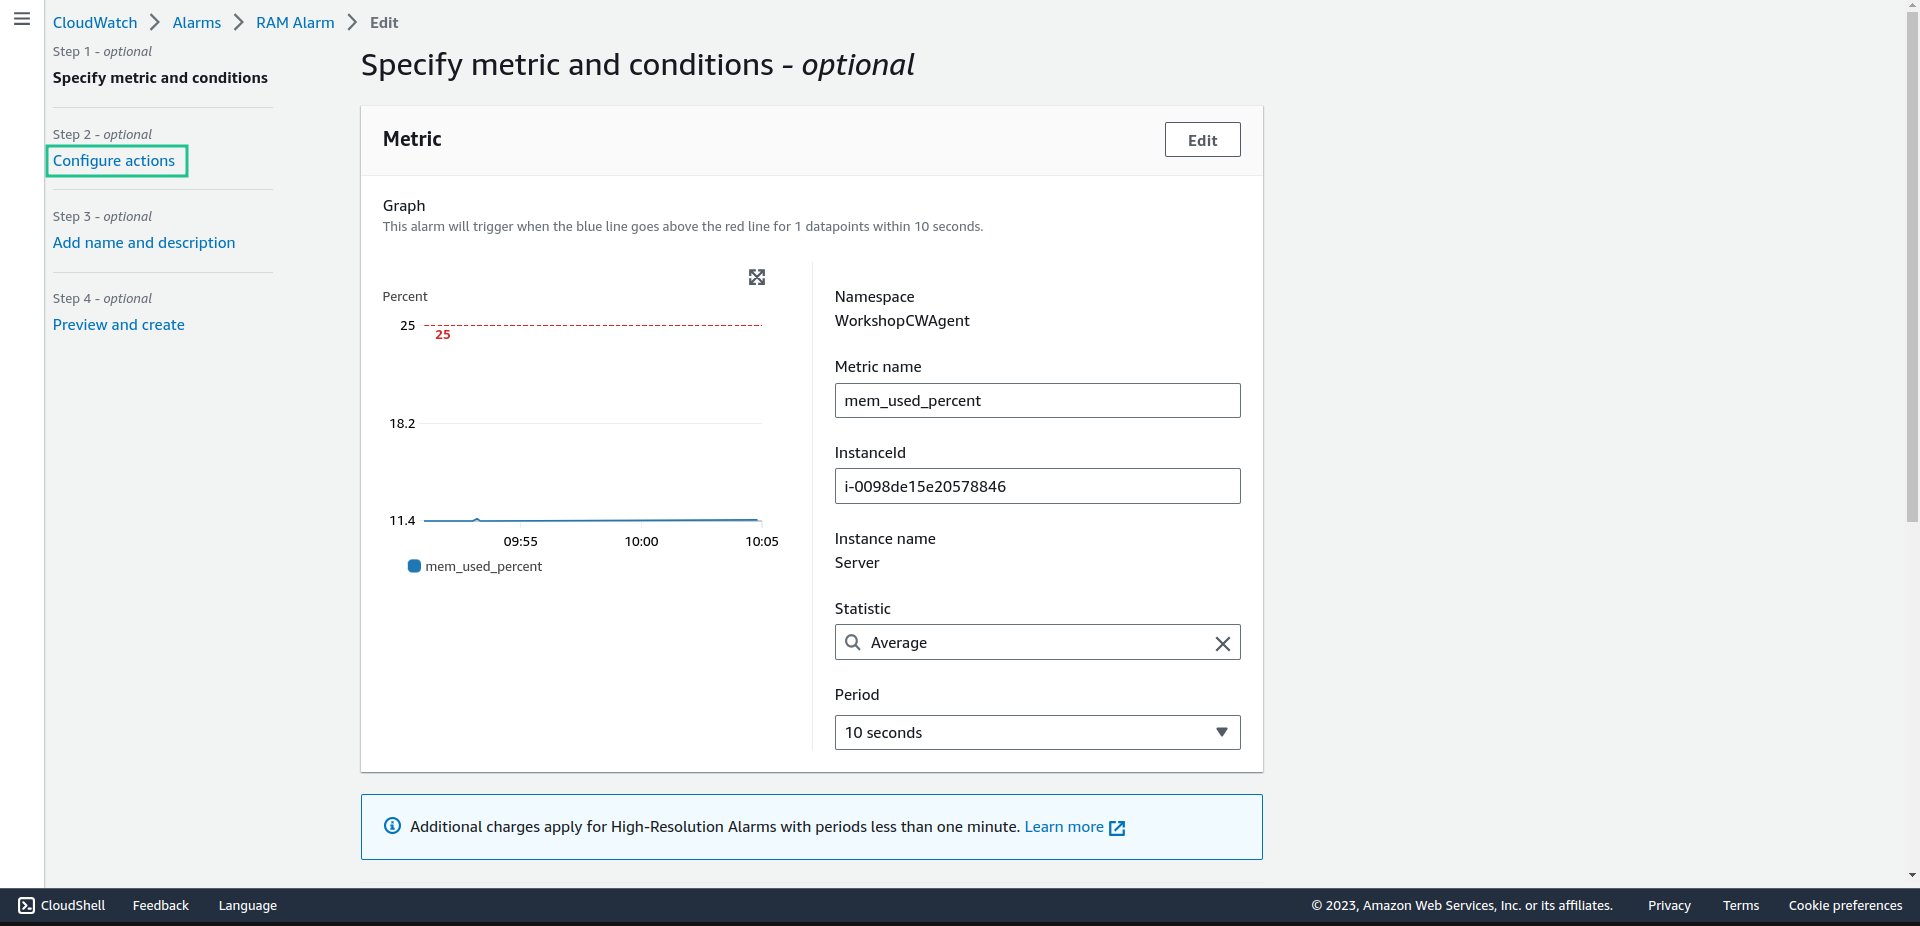 CloudWatch > Alarms > RAM Alarm > Edit
Step 1 - optional
Specify metric and conditions
Step 2 - optional
Configure actions
Step 3 - optional
Add name and description
Step 4 - optional
Preview and create
Specify metric and conditions - optional
Metric
Edit
Graph
This alarm will trigger when the blue line goes above the red line for 1 datapoints within 10 seconds.
Percent
25
25
18.2
11.4
09:55 10:00 10:05
mem_used_percent
Namespace
WorkshopCWAgent
Metric name
mem_used_percent
InstanceId
i-0098de15e20578846
Instance name
Server
Statistic
Average
Period
10 seconds
Additional charges apply for High-Resolution Alarms with periods less than one minute. Learn more
CloudShell Feedback Language © 2023, Amazon Web Services, Inc. or its affiliates. Privacy Terms Cookie preferences